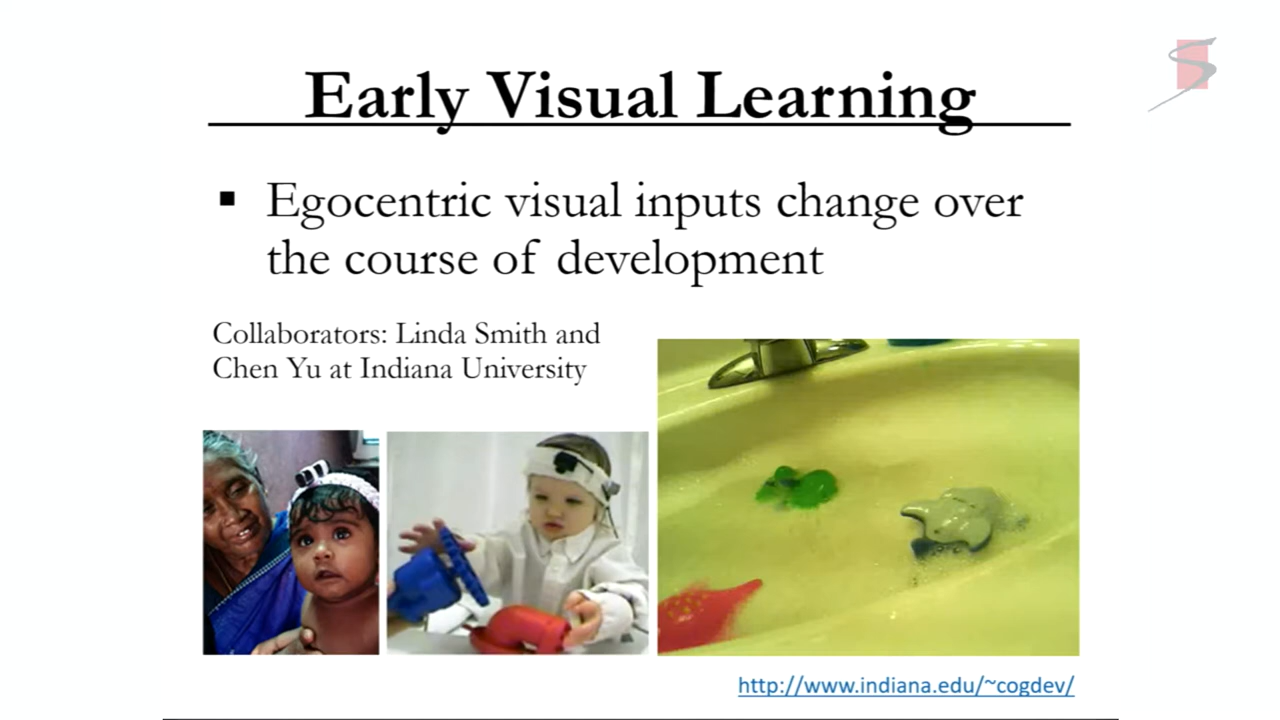 Early Visual Learning
▪ Egocentric visual inputs change over
the course of development
Collaborators: Linda Smith and
Chen Yu at Indiana University
http://www.indiana.edu/~cogdev/